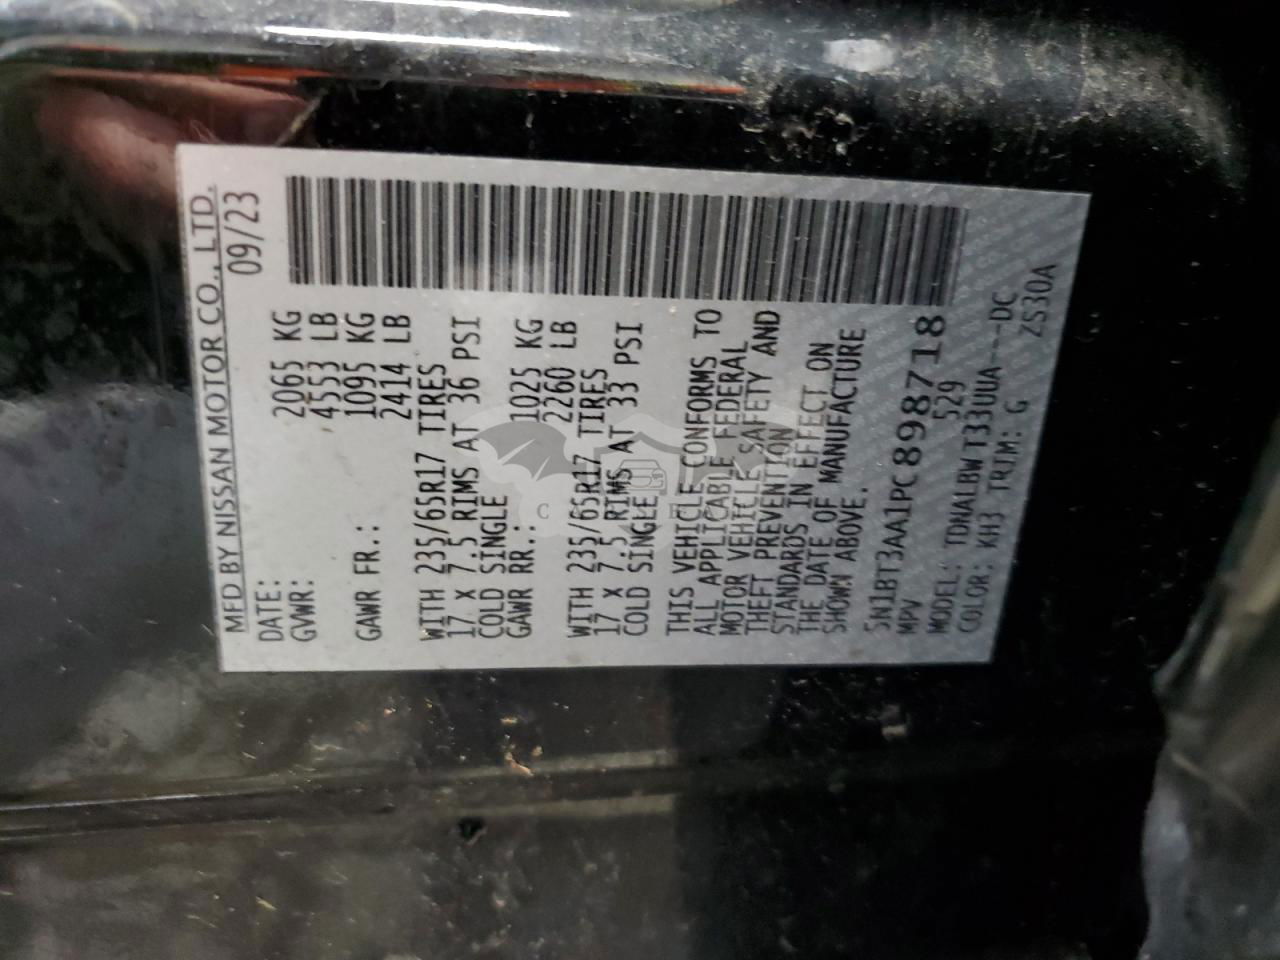 MFD BY NISSAN MOTOR CO., LTD.
DATE: 09/23
GVWR: 2065 KG
4553 LB
GAWR FR.: 1095 KG
2414 LB
WITH 235/65R17 TIRES
17 X 7.5 RIMS AT 36 PSI
COLD SINGLE
GAWR RR.: 1025 KG
2260 LB
WITH 235/65R17 TIRES
17 X 7.5 RIMS AT 33 PSI
COLD SINGLE
THIS VEHICLE CONFORMS TO
ALL APPLICABLE FEDERAL
MOTOR VEHICLE SAFETY AND
THEFT PREVENTION
STANDARDS IN EFFECT ON
THE DATE OF MANUFACTURE
SHOWN ABOVE.
5N1BT3AA1PC898718
MPV 529
MODEL: TDNALBW T33UUA---DC
COLOR: KH3 TRIM: G ZS30A